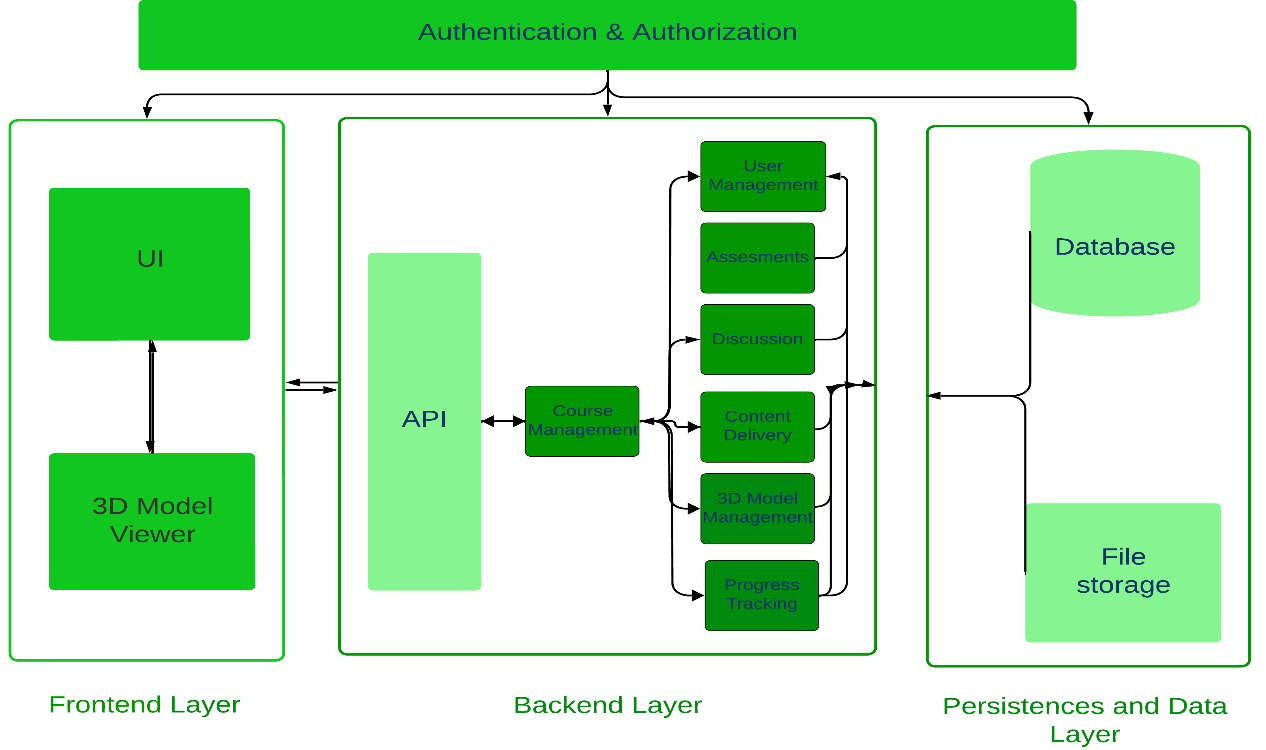 Authentication & Authorization
UI
3D Model
Viewer
Frontend Layer
API
Course
Management
User
Management
Assesments
Discussion
Content
Delivery
3D Model
Management
Progress
Tracking
Backend Layer
Database
File
storage
Persistences and Data
Layer